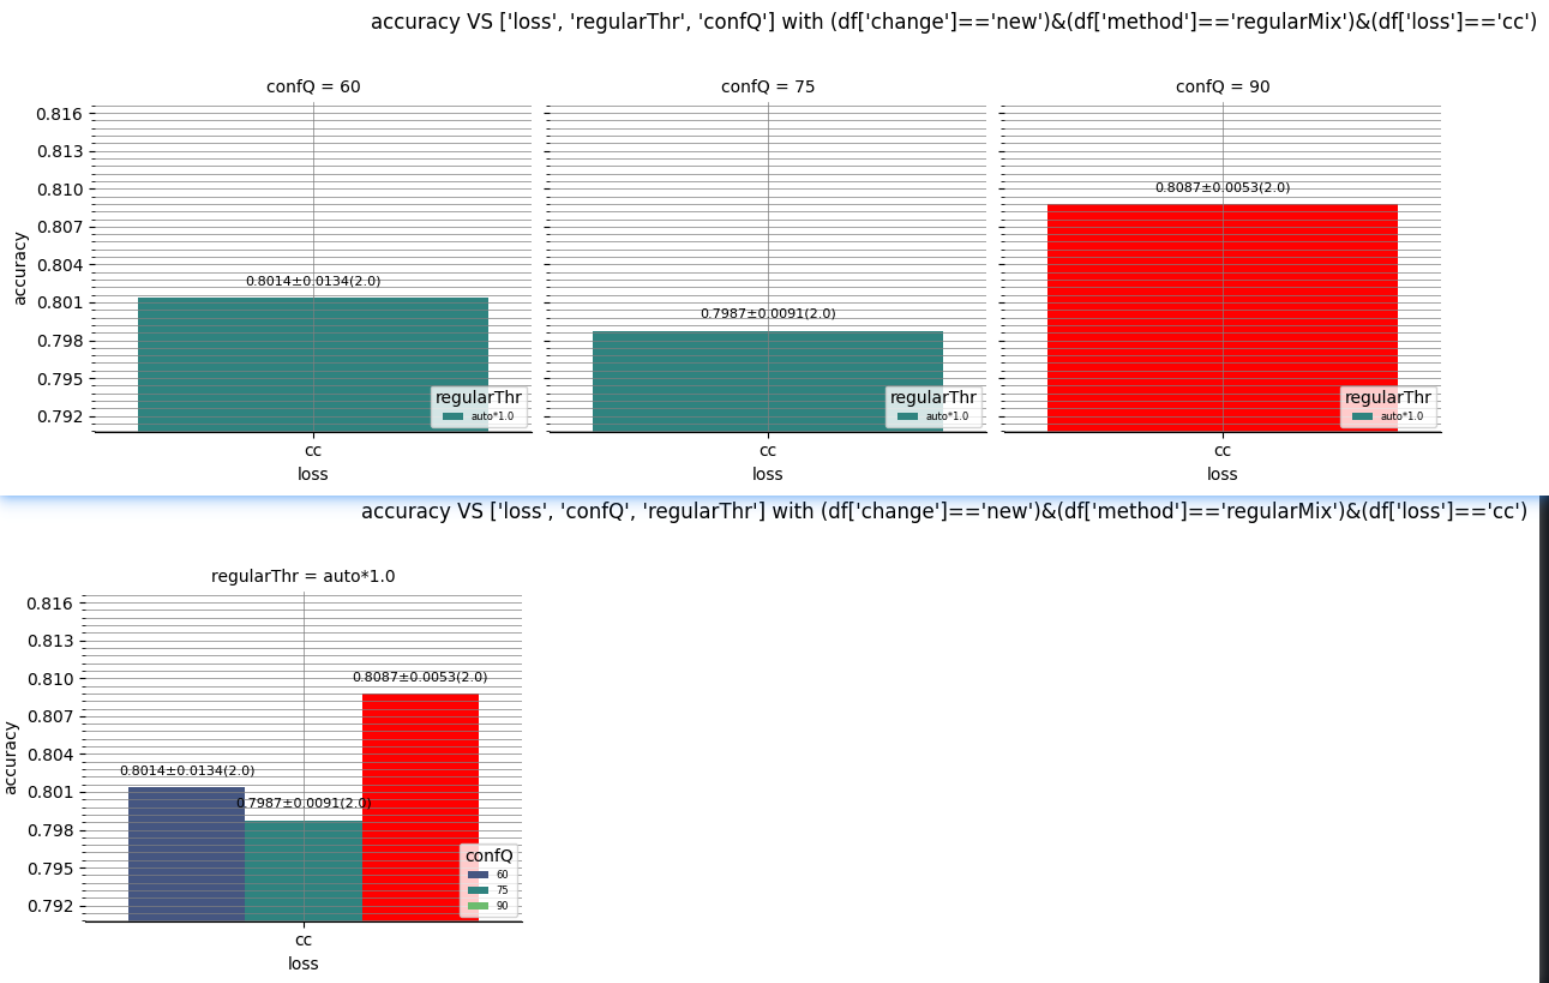 accuracy VS ['loss', 'regularThr', 'confQ'] with (df['change']=='new')&(df['method']=='regularMix')&(df['loss']=='cc')
confQ = 60
confQ = 75
confQ = 90
0.816
0.813
0.810
0.807
0.804
0.801
0.798
0.795
0.792
accuracy
0.8014±0.0134(2.0)
0.7987±0.0091(2.0)
0.8087±0.0053(2.0)
regularThr
auto*1.0
regularThr
auto*1.0
regularThr
auto*1.0
cc
cc
cc
loss
loss
loss
accuracy VS ['loss', 'confQ', 'regularThr'] with (df['change']=='new')&(df['method']=='regularMix')&(df['loss']=='cc')
regularThr = auto*1.0
0.816
0.813
0.810
0.807
0.804
0.801
0.798
0.795
0.792
accuracy
0.8014±0.0134(2.0)
0.7987±0.0091(2.0)
0.8087±0.0053(2.0)
confQ
60
75
90
cc
loss